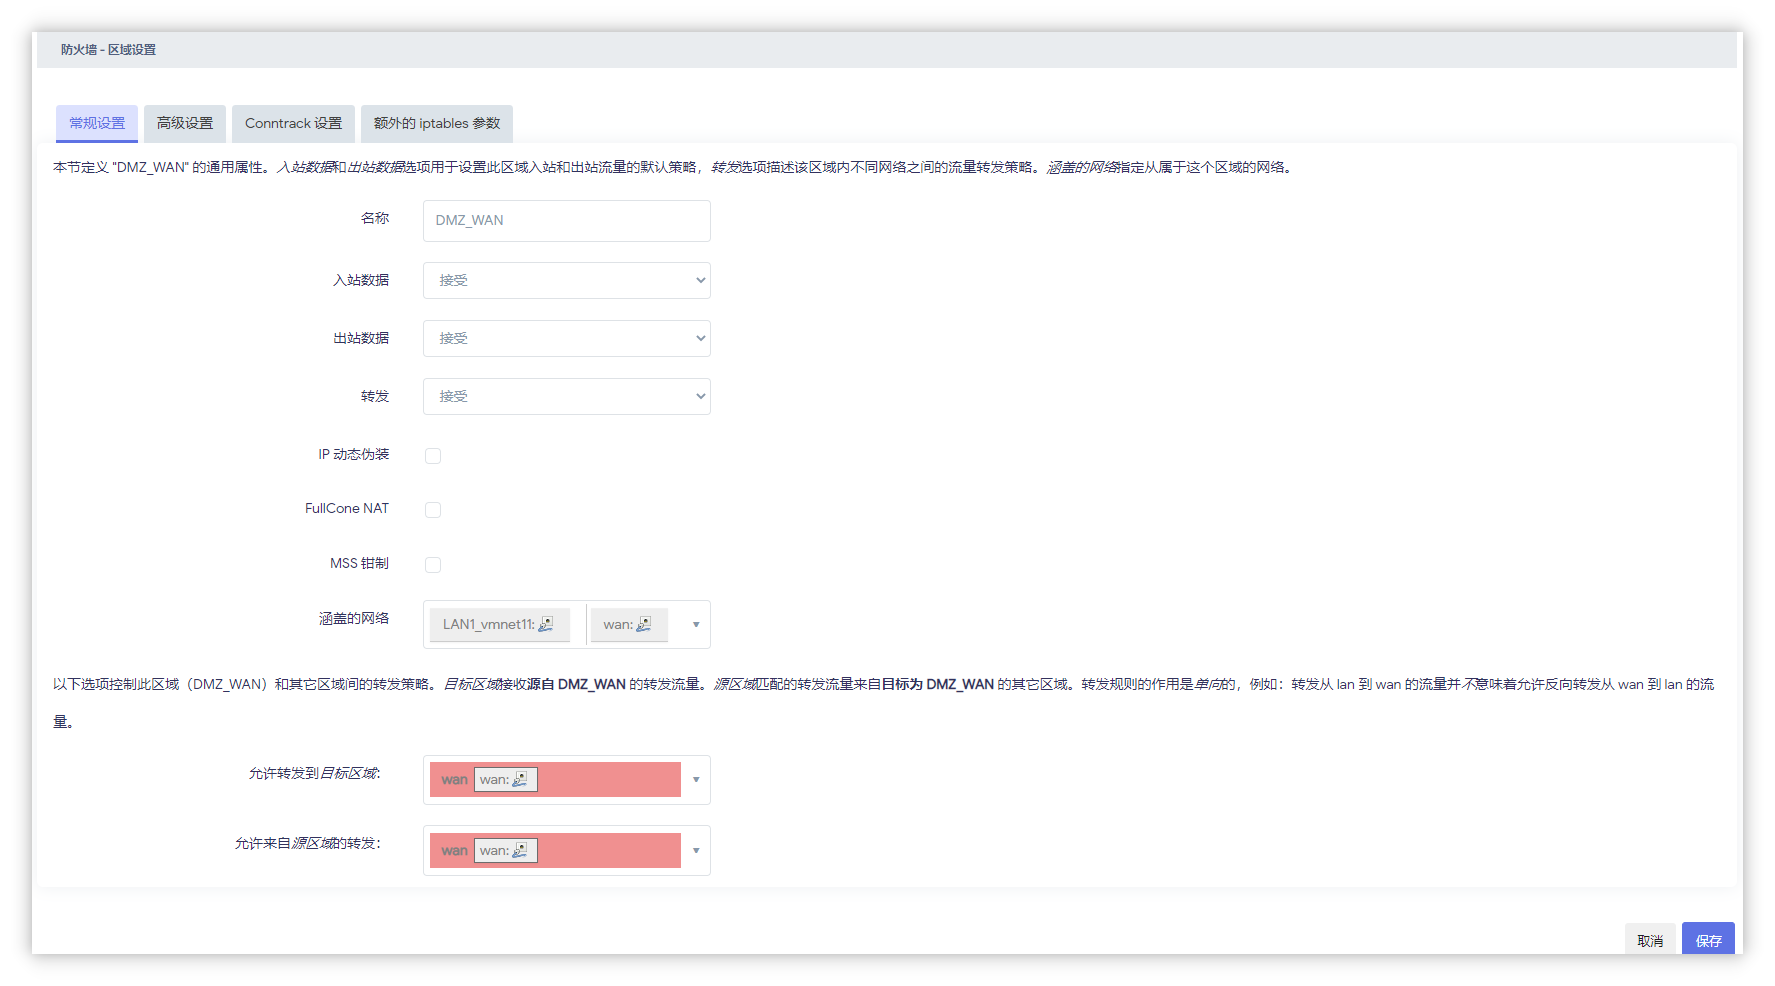 防火墙 - 区域设置
常规设置 高级设置 Conntrack 设置 额外的 iptables 参数
本节定义 "DMZ_WAN" 的通用属性。入站数据和出站数据选项用于设置此区域入站和出站流量的默认策略，转发选项描述该区域内不同网络之间的流量转发策略。涵盖的网络指定从属于这个区域的网络。
名称 DMZ_WAN
入站数据 接受
出站数据 接受
转发 接受
IP 动态伪装
FullCone NAT
MSS 钳制
涵盖的网络 LAN1_vmnet11: wan:
以下选项控制此区域（DMZ_WAN）和其它区域间的转发策略。目标区域接收源自 DMZ_WAN 的转发流量。源区域匹配的转发流量来自目标为 DMZ_WAN 的其它区域。转发规则的作用是单向的，例如：转发从 lan 到 wan 的流量并不意味着允许反向转发从 wan 到 lan 的流
量。
允许转发到目标区域： wan wan:
允许来自源区域的转发： wan wan:
取消 保存